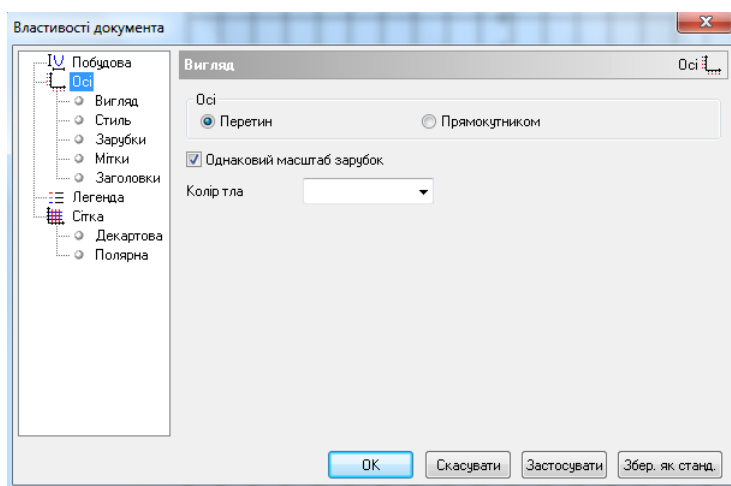 Властивості документа
Побудова
Осі
Вигляд
Стиль
Зарубки
Мітки
Заголовки
Легенда
Сітка
Декартова
Полярна
Вигляд Осі
Осі
Перетин Прямокутником
Однаковий масштаб зарубок
Колір тла
OK Скасувати Застосувати Збер. як станд.